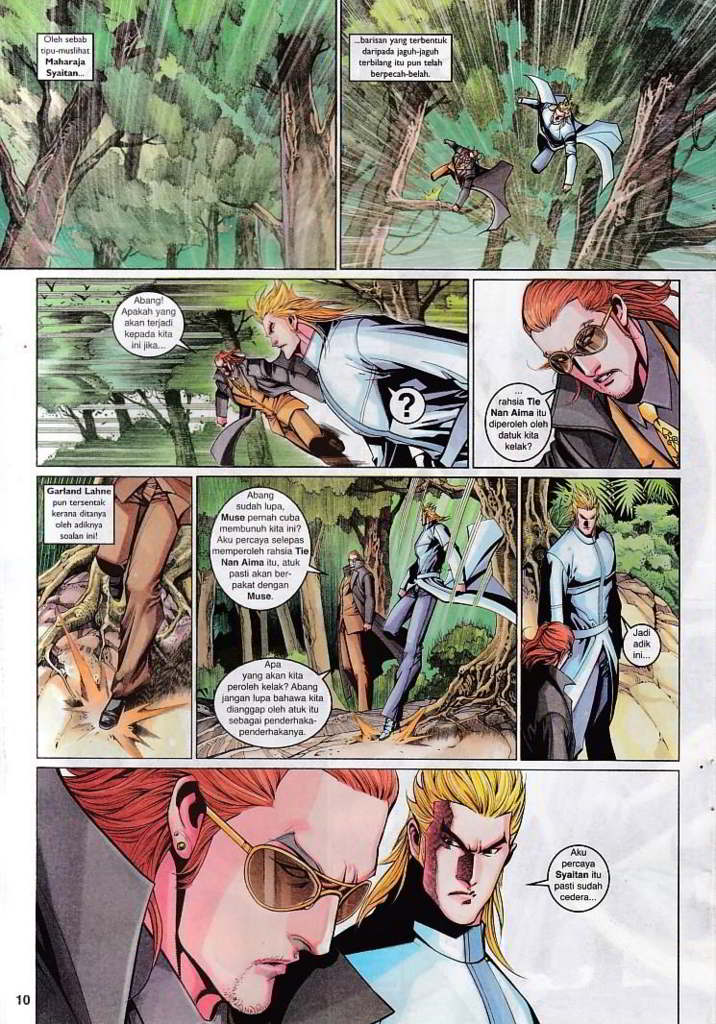 Oleh sebab
tipu-muslihat
Maharaja
Syaitan...
...barisan yang terbentuk
daripada jaguh-jaguh
terbilang itu pun telah
berpecah-belah.
Abang!
Apakah yang
akan terjadi
kepada kita
ini jika...
?
...
rahsia Tie
Nan Aima itu
diperoleh oleh
datuk kita
kelak?
Garland Lahne
pun tersentak
kerana ditanya
oleh adiknya
soalan ini!
Abang
sudah lupa,
Muse pernah cuba
membunuh kita ini?
Aku percaya selepas
memperoleh rahsia Tie
Nan Aima itu, atuk
pasti akan ber-
pakat dengan
Muse.
Apa
yang akan kita
peroleh kelak? Abang
jangan lupa bahawa kita
dianggap oleh atuk itu
sebagai penderhaka-
penderhakanya.
Jadi
adik
ini...
Aku
percaya
Syaitan itu
pasti sudah
cedera...
10